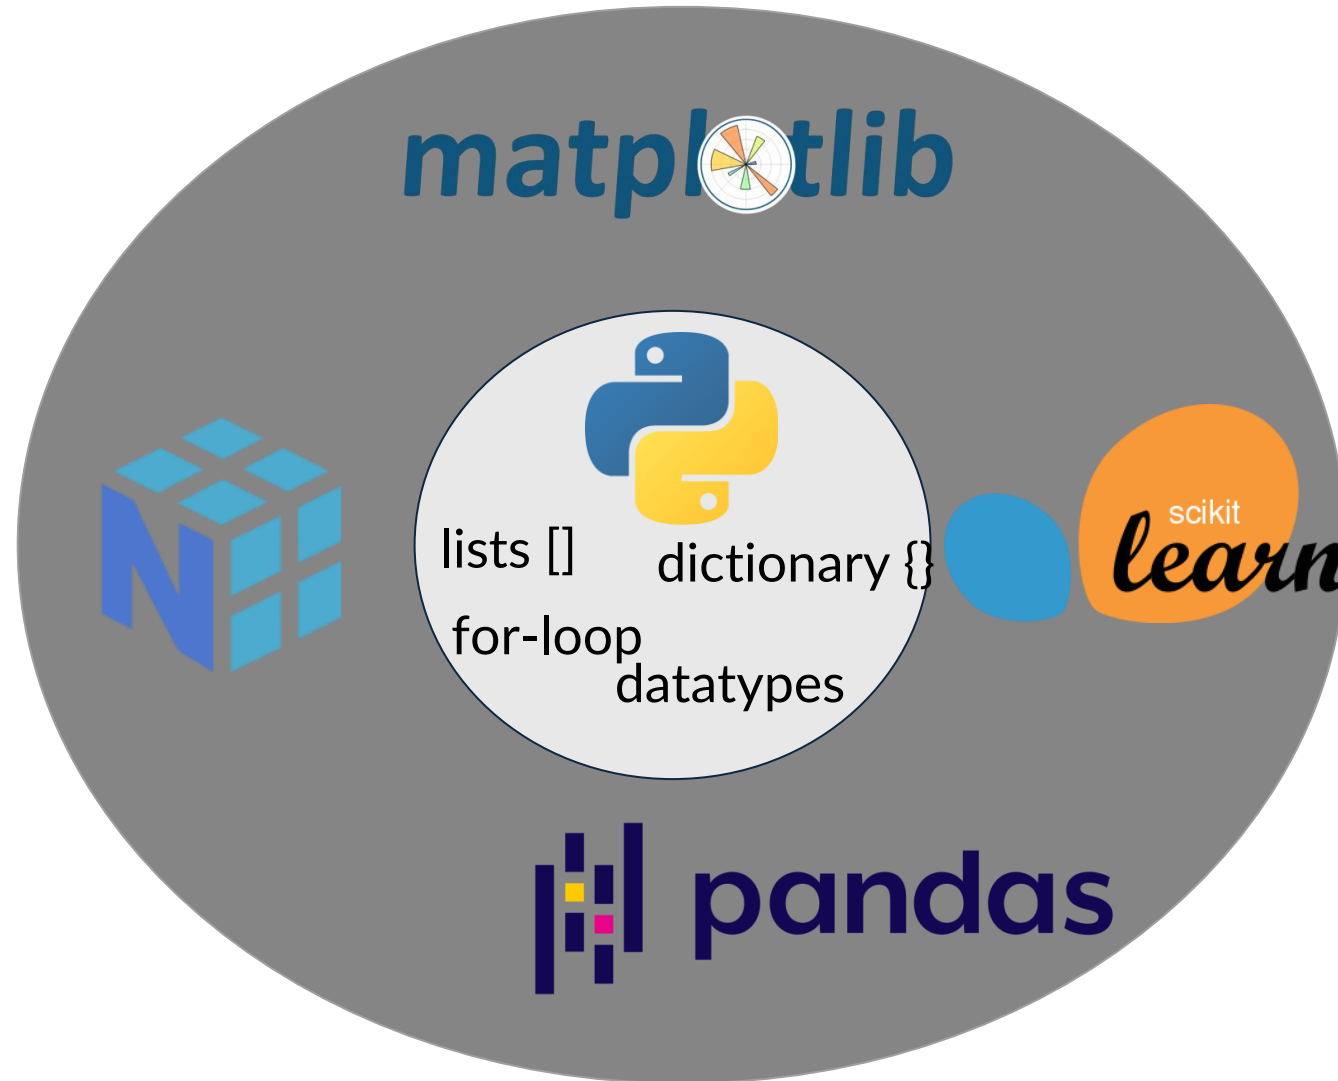 matplotlib
lists []
dictionary {}
for-loop
datatypes
N
scikit
learn
pandas